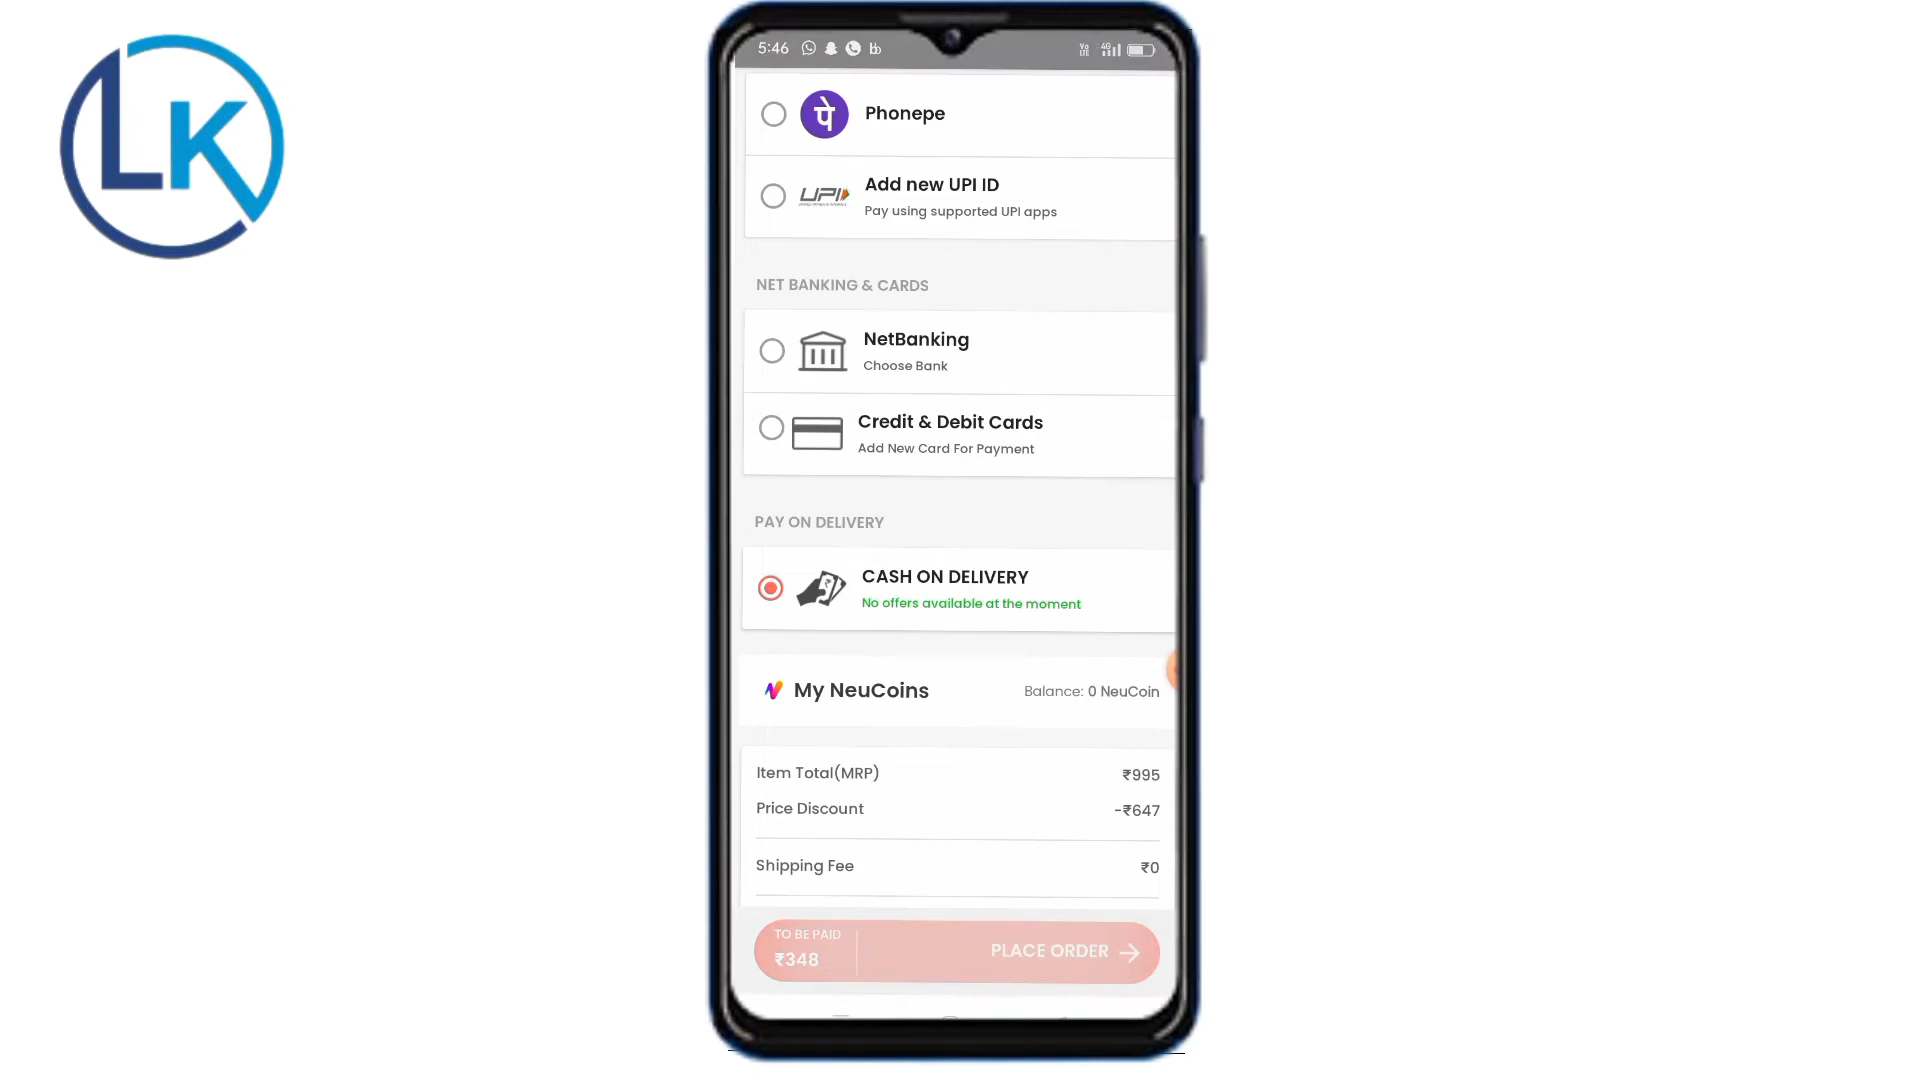 LK
5:46
4G
पे
Phonepe
UPI
Add new UPI ID
Pay using supported UPI apps
NET BANKING & CARDS
NetBanking
Choose Bank
Credit & Debit Cards
Add New Card For Payment
PAY ON DELIVERY
CASH ON DELIVERY
No offers available at the moment
My NeuCoins
Balance: 0 NeuCoin
Item Total(MRP) ₹995
Price Discount -₹647
Shipping Fee ₹0
TO BE PAID
₹348
PLACE ORDER